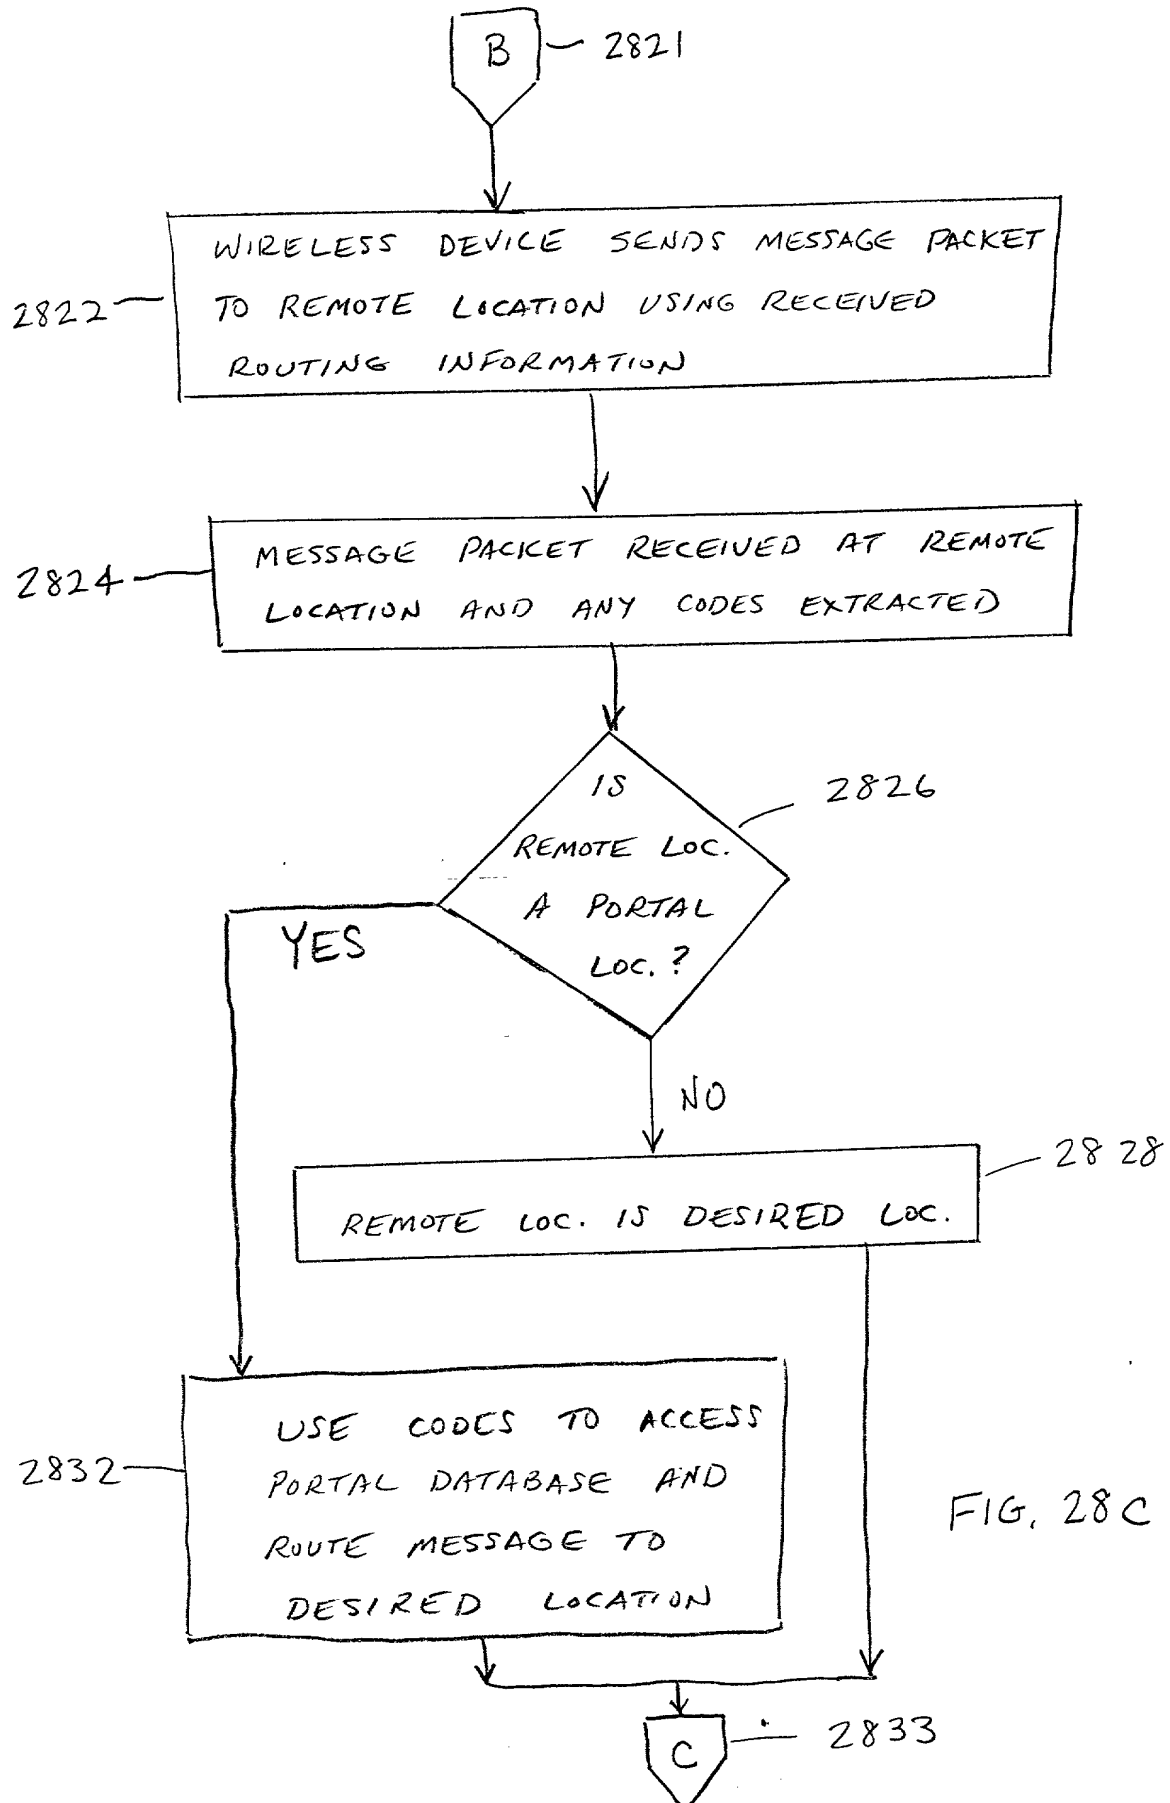 B
2821
WIRELESS DEVICE SENDS MESSAGE PACKET
2822
TO REMOTE LOCATION USING RECEIVED
ROUTING INFORMATION
MESSAGE PACKET RECEIVED AT REMOTE
2824
LOCATION AND ANY CODES EXTRACTED
IS
2826
REMOTE LOC.
A PORTAL
LOC.?
YES
NO
2828
REMOTE LOC. IS DESIRED LOC.
USE CODES TO ACCESS
2832
PORTAL DATABASE AND
ROUTE MESSAGE TO
DESIRED LOCATION
FIG. 28C
C
2833